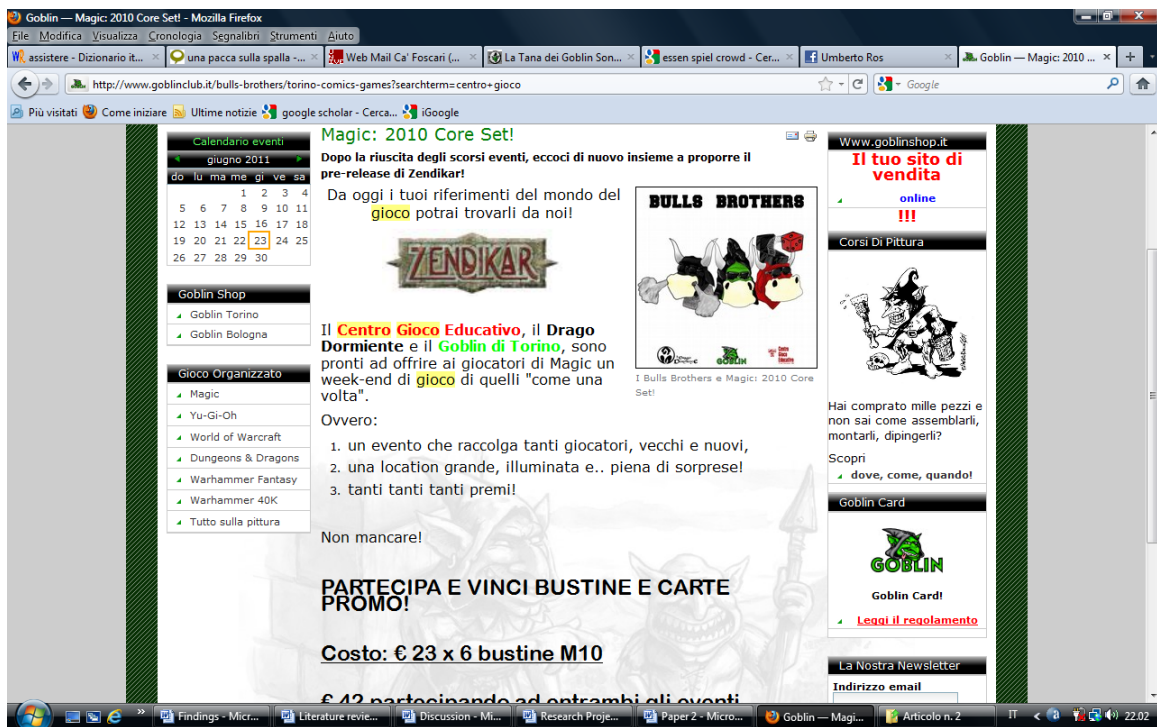 Goblin — Magic: 2010 Core Set! - Mozilla Firefox
File Modifica Visualizza Cronologia Segnalibri Strumenti Aiuto
assistere - Dizionario it...
una pacca sulla spalla -...
Web Mail Ca' Foscari (...
La Tana dei Goblin Son...
essen spiel crowd - Cer...
Umberto Ros
Goblin — Magic: 2010 ...
http://www.goblinclub.it/bulls-brothers/torino-comics-games?searchterm=centro+gioco
Google
Più visitati Come iniziare Ultime notizie google scholar - Cerca... iGoogle
Calendario eventi
giugno 2011
do lu ma me gi ve sa
1 2 3 4
5 6 7 8 9 10 11
12 13 14 15 16 17 18
19 20 21 22 23 24 25
26 27 28 29 30
Goblin Shop
Goblin Torino
Goblin Bologna
Gioco Organizzato
Magic
Yu-Gi-Oh
World of Warcraft
Dungeons & Dragons
Warhammer Fantasy
Warhammer 40K
Tutto sulla pittura
Magic: 2010 Core Set!
Dopo la riuscita degli scorsi eventi, eccoci di nuovo insieme a proporre il
pre-release di Zendikar!
Da oggi i tuoi riferimenti del mondo del
gioco potrai trovarli da noi!
ZENDIKAR
BULLS BROTHERS
GOBLIN
I Bulls Brothers e Magic: 2010 Core
Set!
Il Centro Gioco Educativo, il Drago
Dormiente e il Goblin di Torino, sono
pronti ad offrire ai giocatori di Magic un
week-end di gioco di quelli "come una
volta".
Ovvero:
1. un evento che raccolga tanti giocatori, vecchi e nuovi,
2. una location grande, illuminata e.. piena di sorprese!
3. tanti tanti tanti premi!
Non mancare!
PARTECIPA E VINCI BUSTINE E CARTE
PROMO!
Costo: € 23 x 6 bustine M10
€ 42 partecipando ad entrambi gli eventi
Www.goblinshop.it
Il tuo sito di
vendita
online
!!!
Corsi Di Pittura
Hai comprato mille pezzi e
non sai come assemblarli,
montarli, dipingerli?
Scopri
dove, come, quando!
Goblin Card
GOBLIN
Goblin Card!
Leggi il regolamento
La Nostra Newsletter
Indirizzo email
Findings - Micr...
Literature revie...
Discussion - Mi...
Research Proje...
Paper 2 - Micro...
Goblin — Magi...
Articolo n. 2
IT
22.02